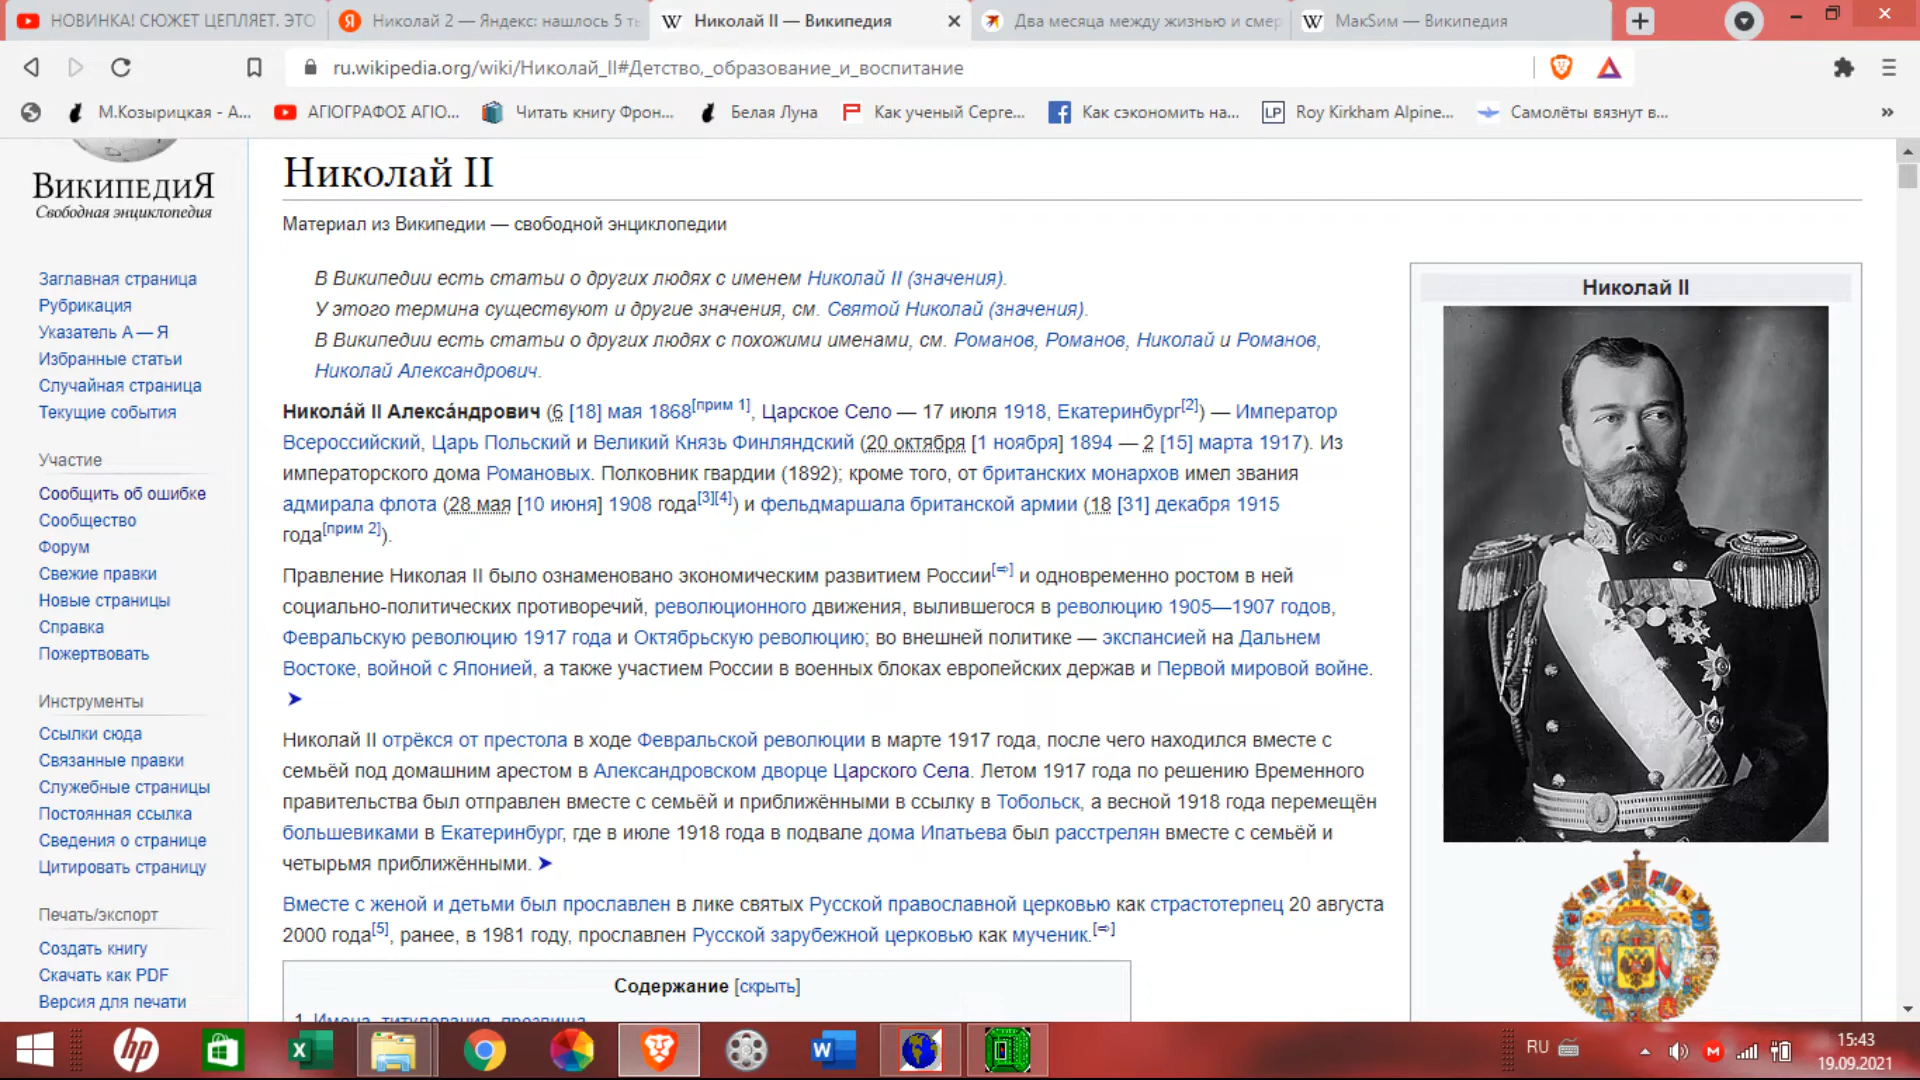 НОВИНКА! СЮЖЕТ ЦЕПЛЯЕТ. ЭТО
Николай 2 — Яндекс: нашлось 5 ть
Николай II — Википедия
Два месяца между жизнью и смер
МакSим — Википедия
ru.wikipedia.org/wiki/Николай_II#Детство,_образование_и_воспитание
М.Козырицкая - А...
ΑΓΙΟΓΡΑΦΟΣ ΑΓΙΟ...
Читать книгу Фрон...
Белая Луна
Как ученый Серге...
Как сэкономить на...
LP
Roy Kirkham Alpine...
Самолёты вязнут в...
ВИКИПЕДИЯ
Свободная энциклопедия
Заглавная страница
Рубрикация
Указатель А — Я
Избранные статьи
Случайная страница
Текущие события
Участие
Сообщить об ошибке
Сообщество
Форум
Свежие правки
Новые страницы
Справка
Пожертвовать
Инструменты
Ссылки сюда
Связанные правки
Служебные страницы
Постоянная ссылка
Сведения о странице
Цитировать страницу
Печать/экспорт
Создать книгу
Скачать как PDF
Версия для печати
Николай II
Материал из Википедии — свободной энциклопедии
В Википедии есть статьи о других людях с именем Николай II (значения).
У этого термина существуют и другие значения, см. Святой Николай (значения).
В Википедии есть статьи о других людях с похожими именами, см. Романов, Романов, Николай и Романов,
Николай Александрович.
Никола́й II Алекса́ндрович (6 [18] мая 1868[прим 1], Царское Село — 17 июля 1918, Екатеринбург[2]) — Император
Всероссийский, Царь Польский и Великий Князь Финляндский (20 октября [1 ноября] 1894 — 2 [15] марта 1917). Из
императорского дома Романовых. Полковник гвардии (1892); кроме того, от британских монархов имел звания
адмирала флота (28 мая [10 июня] 1908 года[3][4]) и фельдмаршала британской армии (18 [31] декабря 1915
года[прим 2]).
Правление Николая II было ознаменовано экономическим развитием России[⇨] и одновременно ростом в ней
социально-политических противоречий, революционного движения, вылившегося в революцию 1905—1907 годов,
Февральскую революцию 1917 года и Октябрьскую революцию; во внешней политике — экспансией на Дальнем
Востоке, войной с Японией, а также участием России в военных блоках европейских держав и Первой мировой войне.
➤
Николай II отрёкся от престола в ходе Февральской революции в марте 1917 года, после чего находился вместе с
семьёй под домашним арестом в Александровском дворце Царского Села. Летом 1917 года по решению Временного
правительства был отправлен вместе с семьёй и приближёнными в ссылку в Тобольск, а весной 1918 года перемещён
большевиками в Екатеринбург, где в июле 1918 года в подвале дома Ипатьева был расстрелян вместе с семьёй и
четырьмя приближёнными. ➤
Вместе с женой и детьми был прославлен в лике святых Русской православной церковью как страстотерпец 20 августа
2000 года[5], ранее, в 1981 году, прославлен Русской зарубежной церковью как мученик.[⇨]
Содержание [скрыть]
1 Имена, титулования, прозвища
Николай II
RU
15:43
19.09.2021